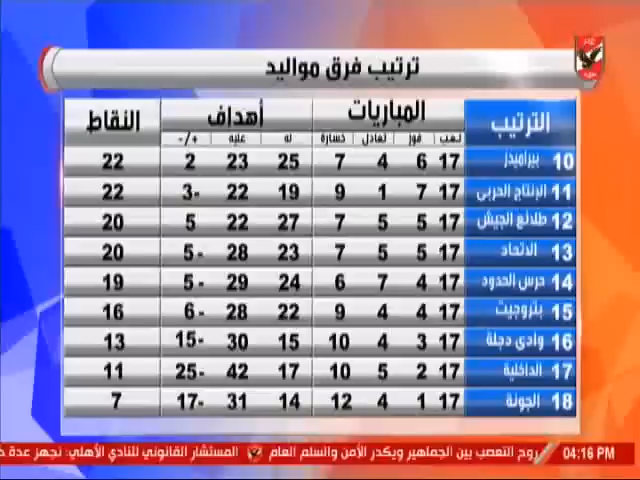 ترتيب فرق مواليد
الترتيب المباريات أهداف النقاط
لعب فوز تعادل خسارة له عليه +/-
10 بيراميدز 17 6 4 7 25 23 2 22
11 الإنتاج الحربى 17 7 1 9 19 22 3- 22
12 طلائع الجيش 17 5 5 7 27 22 5 20
13 الاتحاد 17 5 5 7 23 28 5- 20
14 حرس الحدود 17 4 7 6 24 29 5- 19
15 بتروجيت 17 4 4 9 22 28 6- 16
16 وادى دجلة 17 3 4 10 15 30 15- 13
17 الداخلية 17 2 5 10 17 42 25- 11
18 الجونة 17 1 4 12 14 31 17- 7
04:16 PM روح التعصب بين الجماهير ويكدر الأمن والسلم العام المستشار القانوني للنادي الأهلي: نجهز عدة